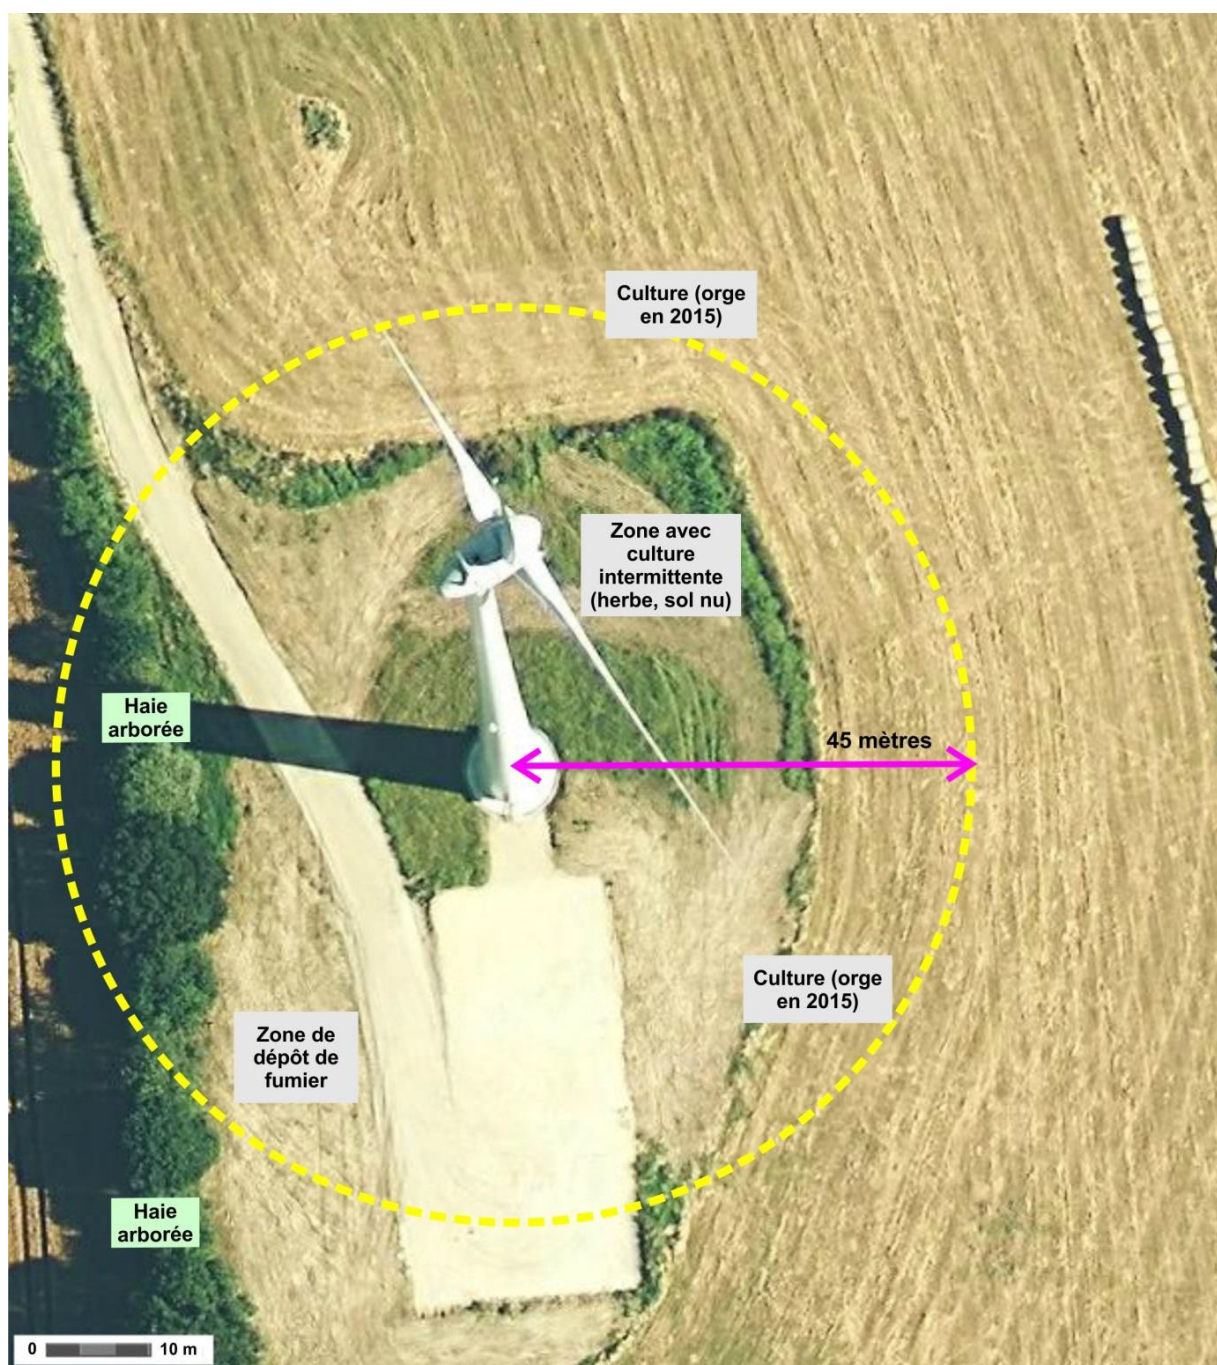 Culture (orge
en 2015)
Zone avec
culture
intermittente
(herbe, sol nu)
Haie
arborée
45 mètres
Culture (orge
en 2015)
Zone de
dépôt de
fumier
Haie
arborée
0 10 m